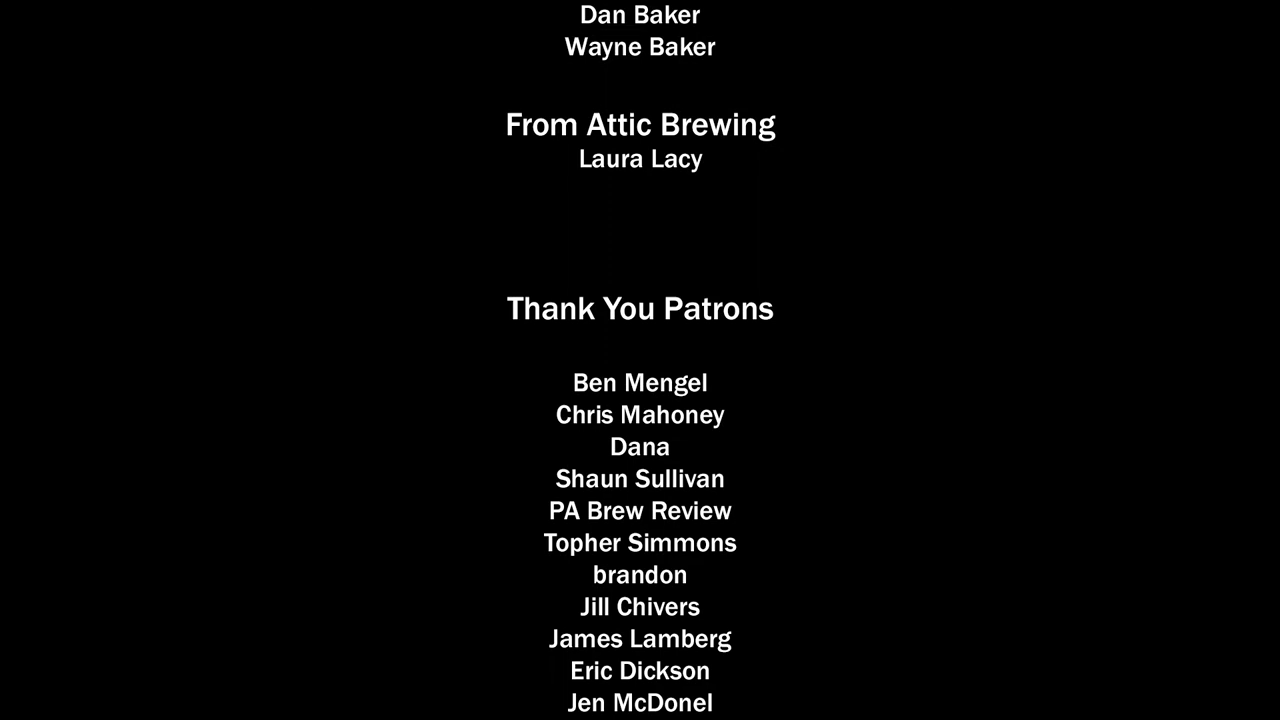 Dan Baker
Wayne Baker
From Attic Brewing
Laura Lacy
Thank You Patrons
Ben Mengel
Chris Mahoney
Dana
Shaun Sullivan
PA Brew Review
Topher Simmons
brandon
Jill Chivers
James Lamberg
Eric Dickson
Jen McDonel